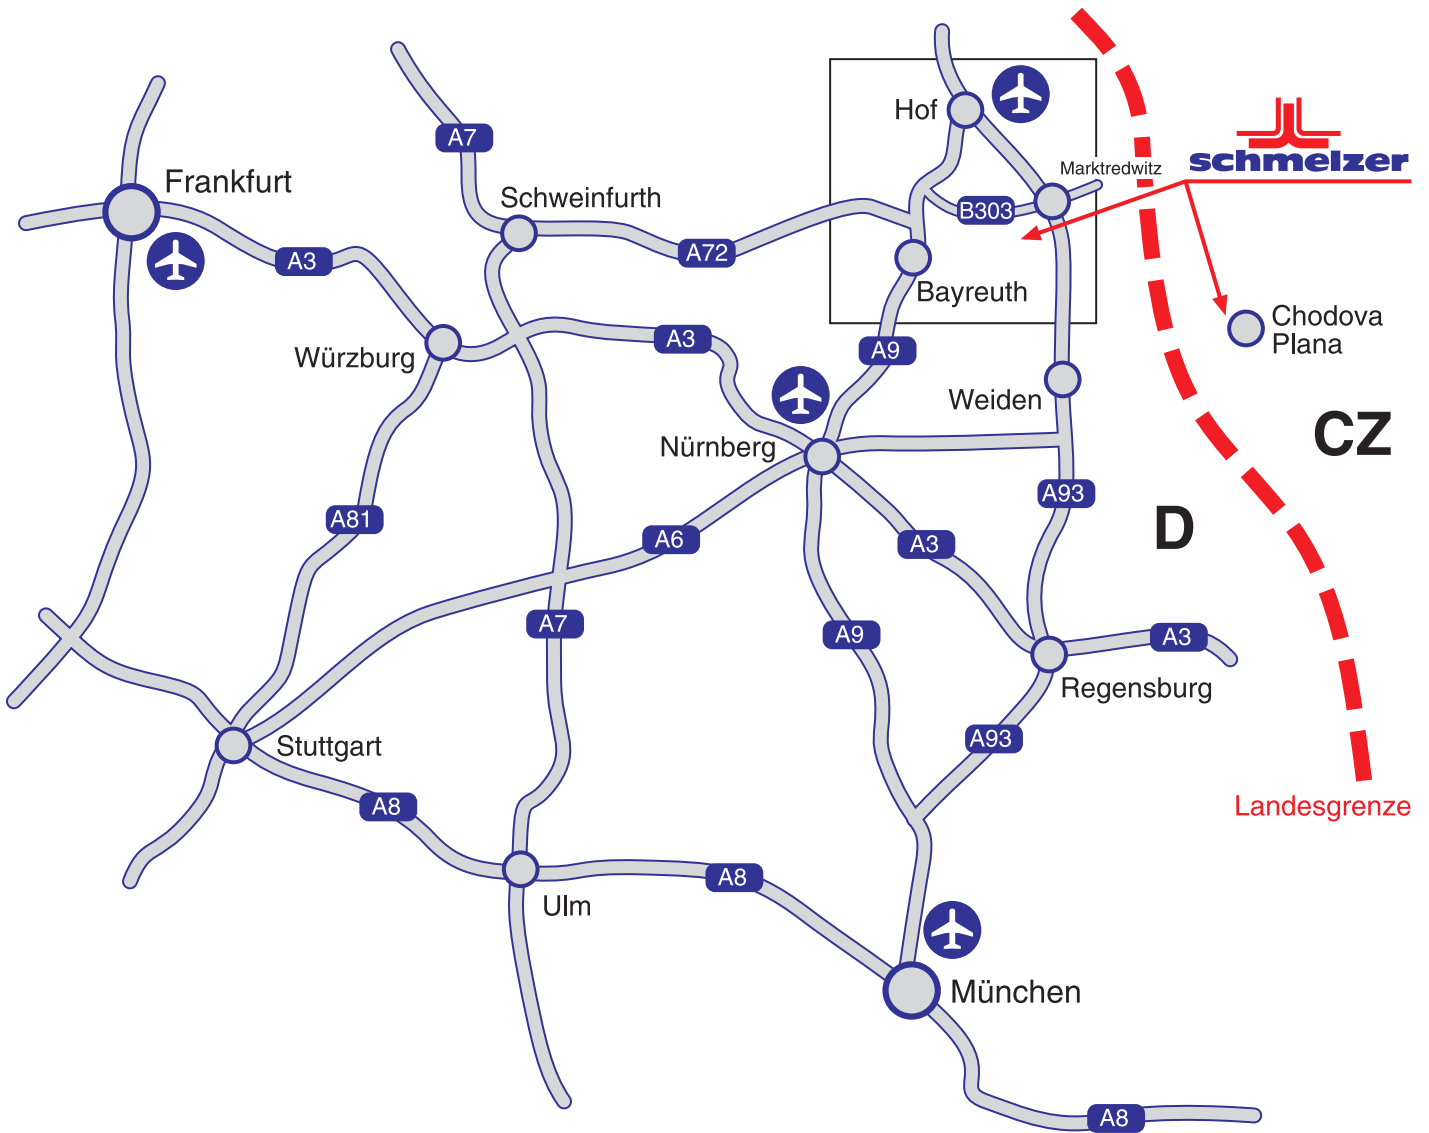 Hof
A7
Marktredwitz
schmelzer
Frankfurt
Schweinfurth
B303
A72
A3
Bayreuth
Chodova
Plana
Würzburg
A3
A9
Weiden
CZ
Nürnberg
A93
A81
D
A6
A3
A7
A9
A3
Regensburg
Stuttgart
A93
A8
Landesgrenze
A8
Ulm
München
A8